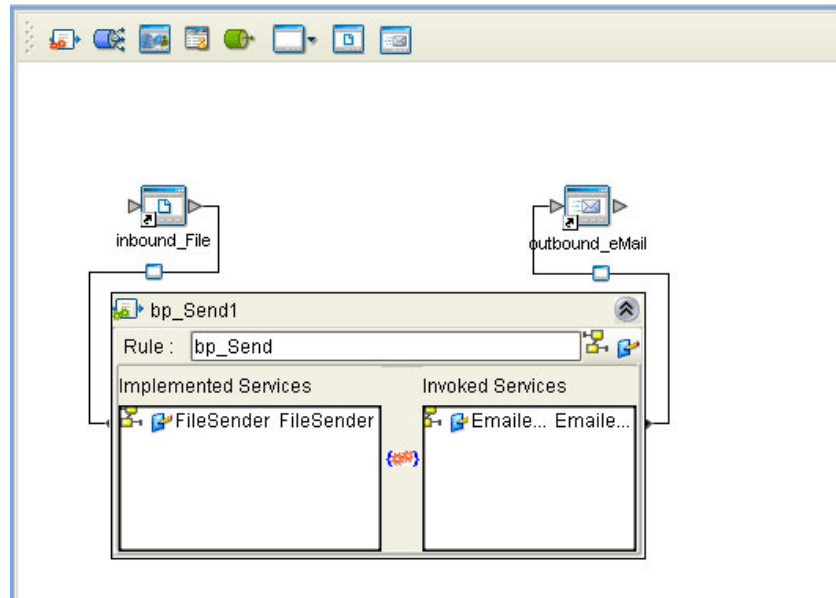 inbound_File
outbound_eMail
bp_Send1
Rule : bp_Send
Implemented Services
Invoked Services
FileSender FileSender
Emaile... Emaile...